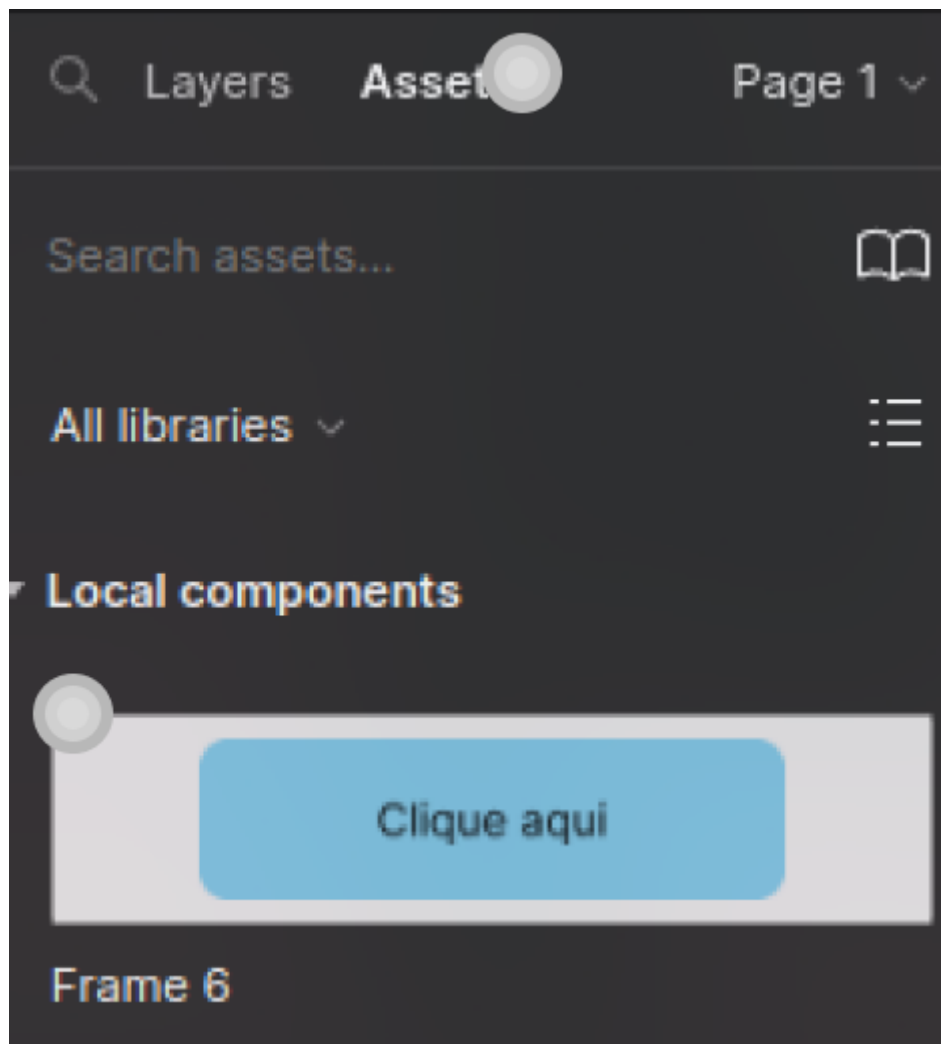 Layers Asset Page 1
Search assets...
All libraries
Local components
Clique aqui
Frame 6